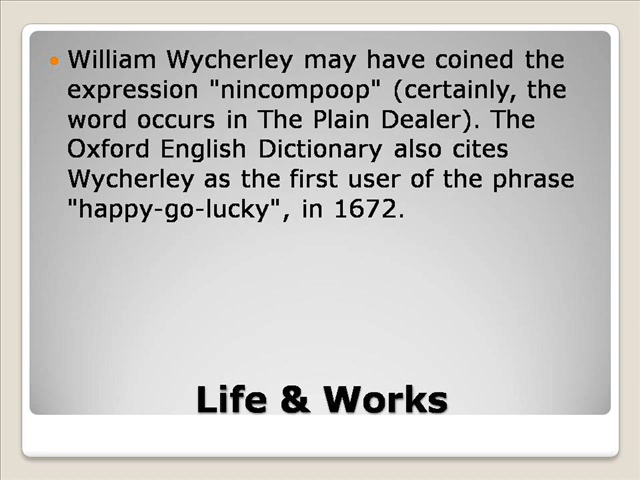 William Wycherley may have coined the
expression "nincompoop" (certainly, the
word occurs in The Plain Dealer). The
Oxford English Dictionary also cites
Wycherley as the first user of the phrase
"happy-go-lucky", in 1672.
Life & Works